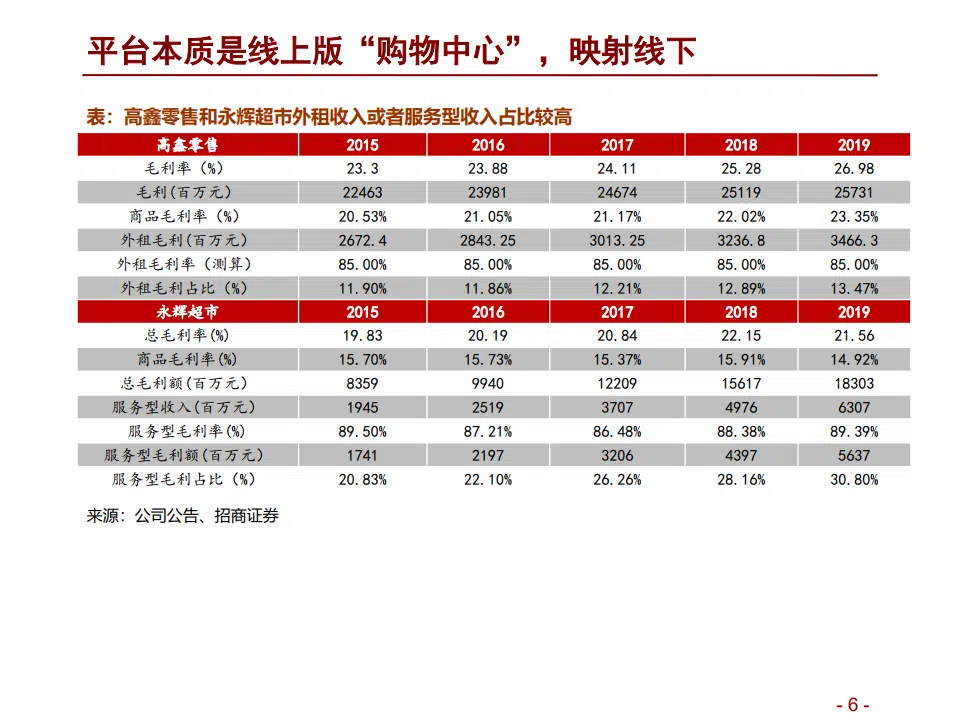 平台本质是线上版“购物中心”，映射线下
表：高鑫零售和永辉超市外租收入或者服务型收入占比较高
高鑫零售 2015 2016 2017 2018 2019
毛利率（%） 23.3 23.88 24.11 25.28 26.98
毛利(百万元) 22463 23981 24674 25119 25731
商品毛利率（%） 20.53% 21.05% 21.17% 22.02% 23.35%
外租毛利(百万元) 2672.4 2843.25 3013.25 3236.8 3466.3
外租毛利率（测算） 85.00% 85.00% 85.00% 85.00% 85.00%
外租毛利占比（%） 11.90% 11.86% 12.21% 12.89% 13.47%
永辉超市 2015 2016 2017 2018 2019
总毛利率(%) 19.83 20.19 20.84 22.15 21.56
商品毛利率(%) 15.70% 15.73% 15.37% 15.91% 14.92%
总毛利额(百万元) 8359 9940 12209 15617 18303
服务型收入(百万元) 1945 2519 3707 4976 6307
服务型毛利率(%) 89.50% 87.21% 86.48% 88.38% 89.39%
服务型毛利额(百万元) 1741 2197 3206 4397 5637
服务型毛利占比（%） 20.83% 22.10% 26.26% 28.16% 30.80%
来源：公司公告、招商证券
- 6 -